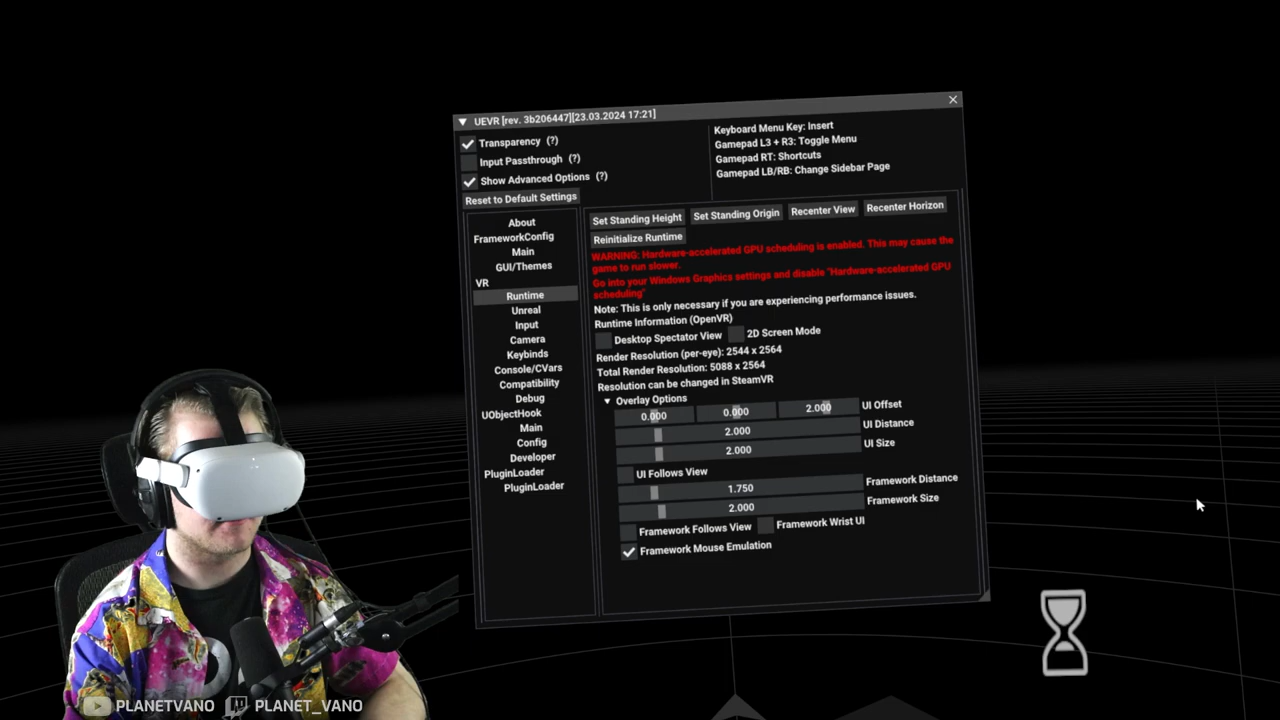 UEVR [rev. 3b206447][23.03.2024 17:21]
Transparency (?)
Input Passthrough (?)
Show Advanced Options (?)
Reset to Default Settings
Keyboard Menu Key: Insert
Gamepad L3 + R3: Toggle Menu
Gamepad RT: Shortcuts
Gamepad LB/RB: Change Sidebar Page
About
FrameworkConfig
Main
GUI/Themes
VR
Runtime
Unreal
Input
Camera
Keybinds
Console/CVars
Compatibility
Debug
UObjectHook
Main
Config
Developer
PluginLoader
PluginLoader
Set Standing Height Set Standing Origin Recenter View Recenter Horizon
Reinitialize Runtime
WARNING: Hardware-accelerated GPU scheduling is enabled. This may cause the
game to run slower.
Go into your Windows Graphics settings and disable "Hardware-accelerated GPU
scheduling"
Note: This is only necessary if you are experiencing performance issues.
Runtime Information (OpenVR)
Desktop Spectator View 2D Screen Mode
Render Resolution (per-eye): 2544 x 2564
Total Render Resolution: 5088 x 2564
Resolution can be changed in SteamVR
Overlay Options
0.000 0.000 2.000 UI Offset
2.000 UI Distance
2.000 UI Size
UI Follows View
1.750 Framework Distance
2.000 Framework Size
Framework Follows View Framework Wrist UI
Framework Mouse Emulation
PLANETVANO PLANET_VANO